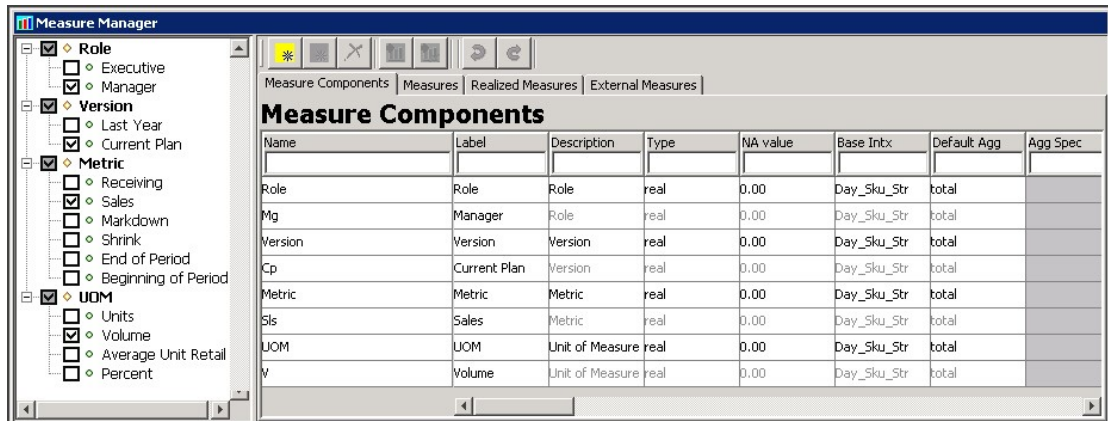 Measure Manager
Role
Executive
Manager
Version
Last Year
Current Plan
Metric
Receiving
Sales
Markdown
Shrink
End of Period
Beginning of Period
UOM
Units
Volume
Average Unit Retail
Percent
Measure Components Measures Realized Measures External Measures
Measure Components
Name Label Description Type NA value Base Intx Default Agg Agg Spec
Role Role Role real 0.00 Day_Sku_Str total
Mg Manager Role real 0.00 Day_Sku_Str total
Version Version Version real 0.00 Day_Sku_Str total
Cp Current Plan Version real 0.00 Day_Sku_Str total
Metric Metric Metric real 0.00 Day_Sku_Str total
Sls Sales Metric real 0.00 Day_Sku_Str total
UOM UOM Unit of Measure real 0.00 Day_Sku_Str total
V Volume Unit of Measure real 0.00 Day_Sku_Str total